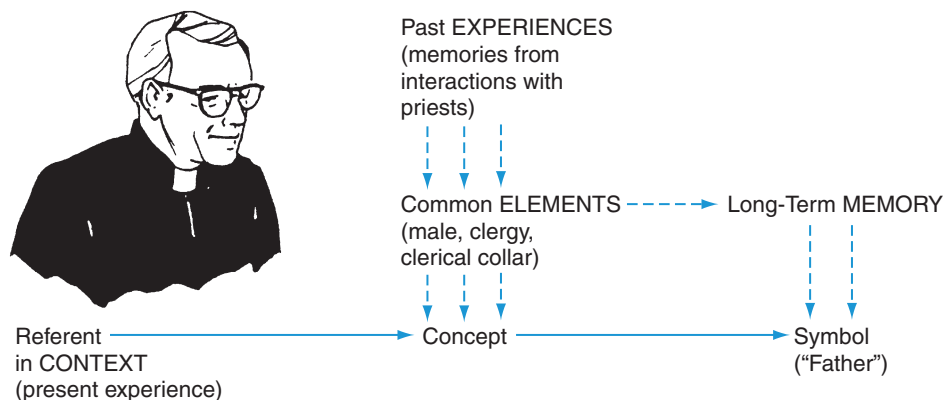 Past EXPERIENCES
(memories from
interactions with
priests)
Common ELEMENTS
(male, clergy,
clerical collar)
Long-Term MEMORY
Referent
in CONTEXT
(present experience)
Concept
Symbol
(“Father”)